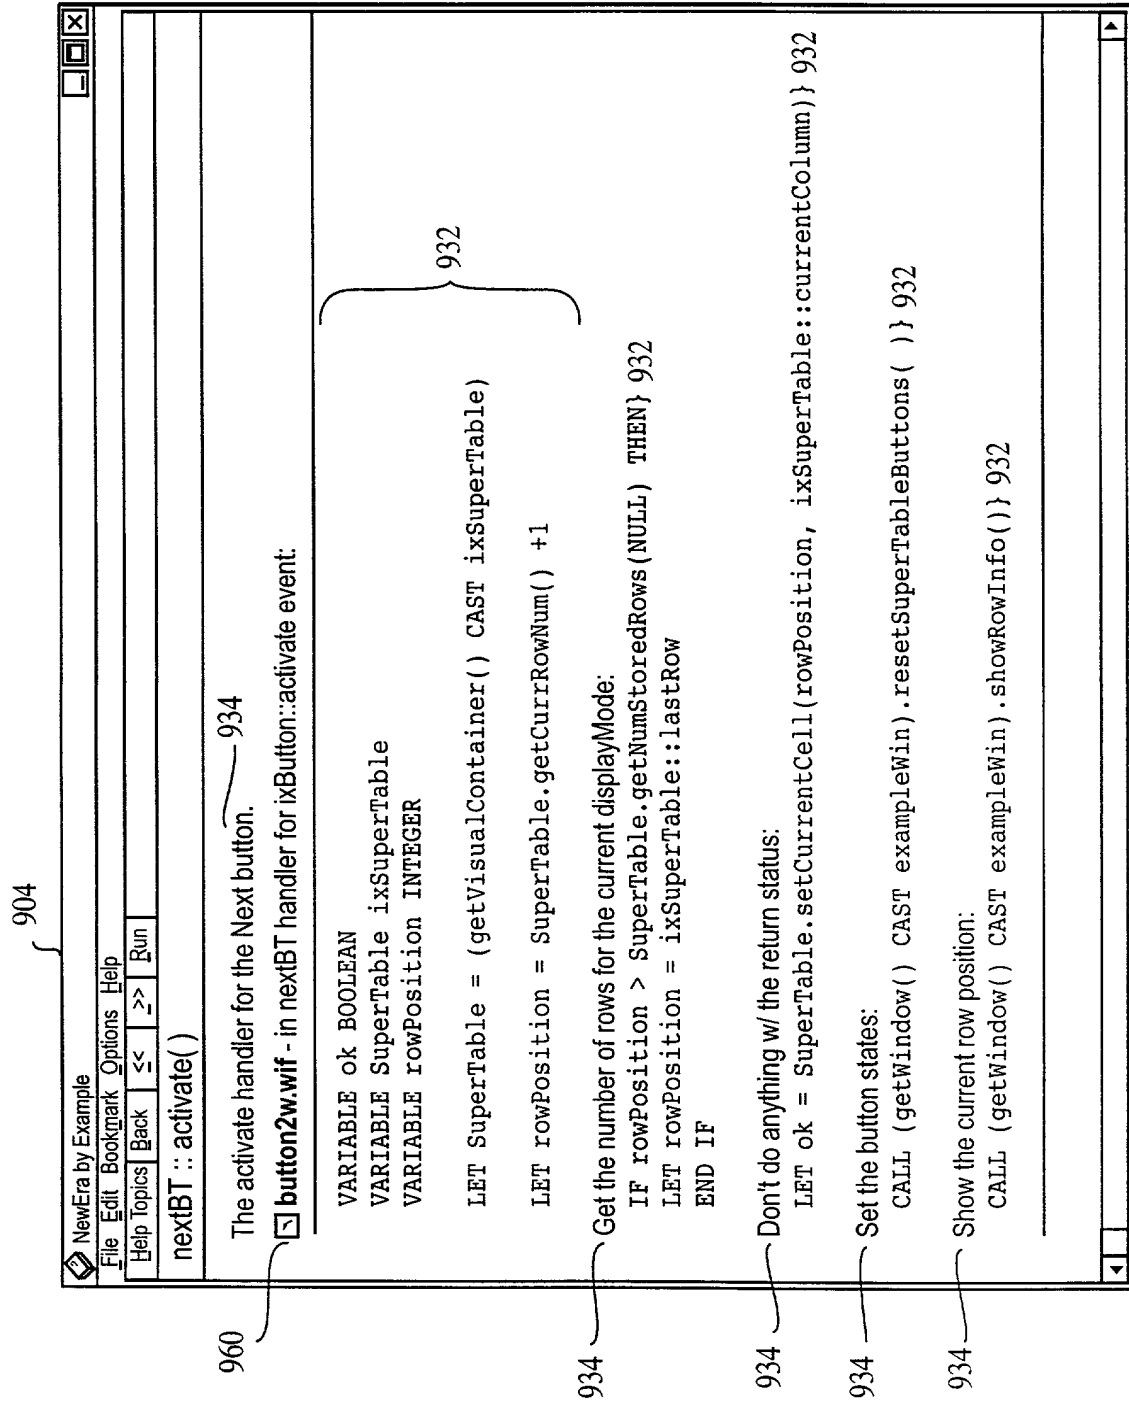 904
NewEra by Example
File Edit Bookmark Options Help
Help Topics Back << >> Run
nextBT :: activate( )
The activate handler for the Next button. 934
960 button2w.wif - in nextBT handler for ixButton::activate event:
VARIABLE ok BOOLEAN
VARIABLE SuperTable ixSuperTable
VARIABLE rowPosition INTEGER
932
LET SuperTable = (getVisualContainer() CAST ixSuperTable)
LET rowPosition = SuperTable.getCurrRowNum() +1
934 Get the number of rows for the current displayMode:
IF rowPosition > SuperTable.getNumStoredRows(NULL) THEN} 932
LET rowPosition = ixSuperTable::lastRow
END IF
934 Don't do anything w/ the return status:
LET ok = SuperTable.setCurrentCell(rowPosition, ixSuperTable::currentColumn)} 932
934 Set the button states:
CALL (getWindow() CAST exampleWin).resetSuperTableButtons( )} 932
934 Show the current row position:
CALL (getWindow() CAST exampleWin).showRowInfo()} 932